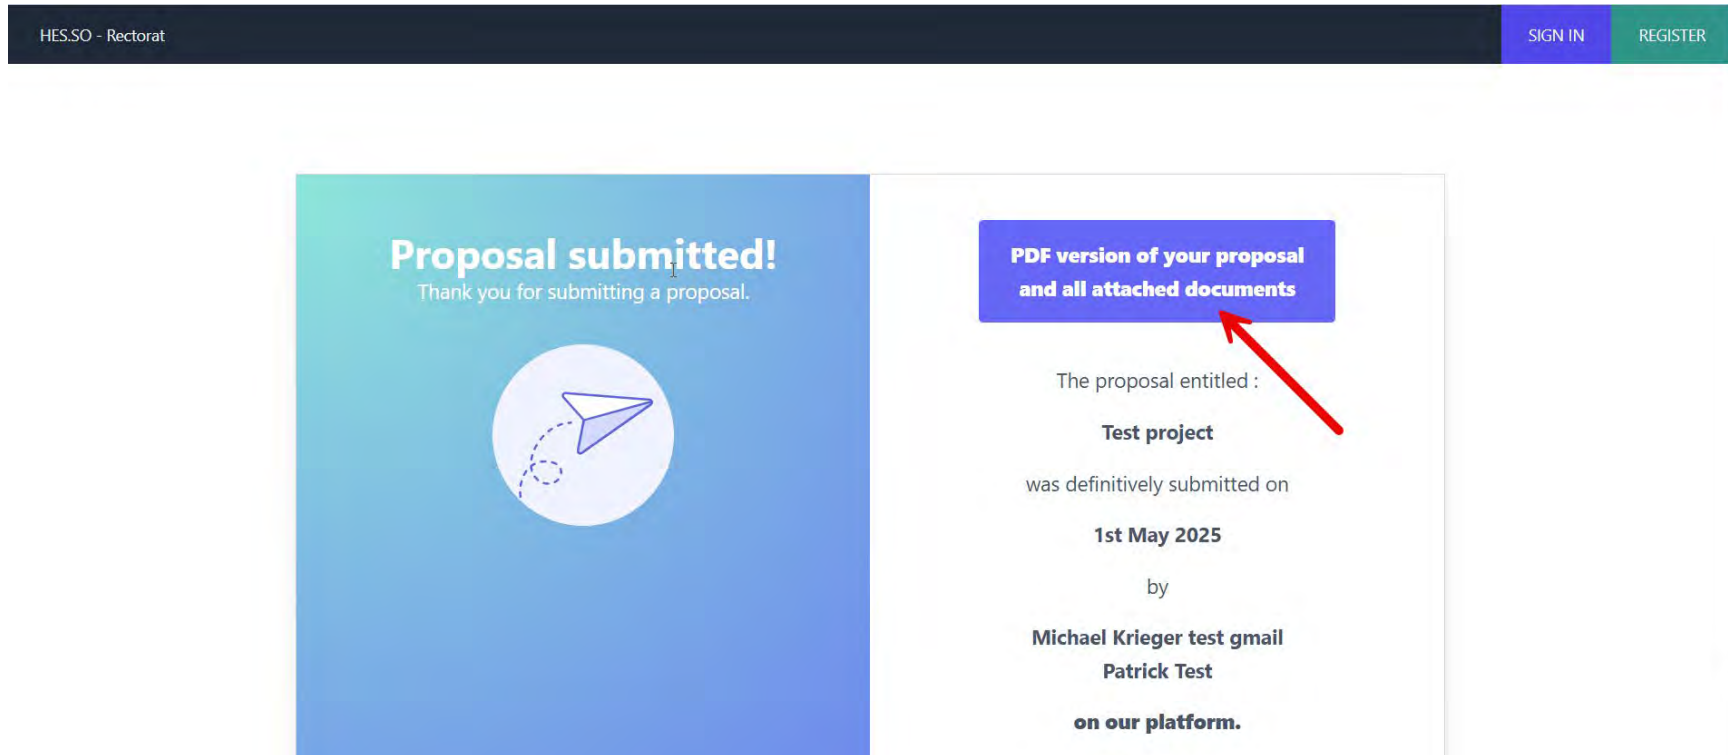 HES.SO - Rectorat
SIGN IN
REGISTER
Proposal submitted!
Thank you for submitting a proposal.
PDF version of your proposal
and all attached documents
The proposal entitled :
Test project
was definitively submitted on
1st May 2025
by
Michael Krieger test gmail
Patrick Test
on our platform.